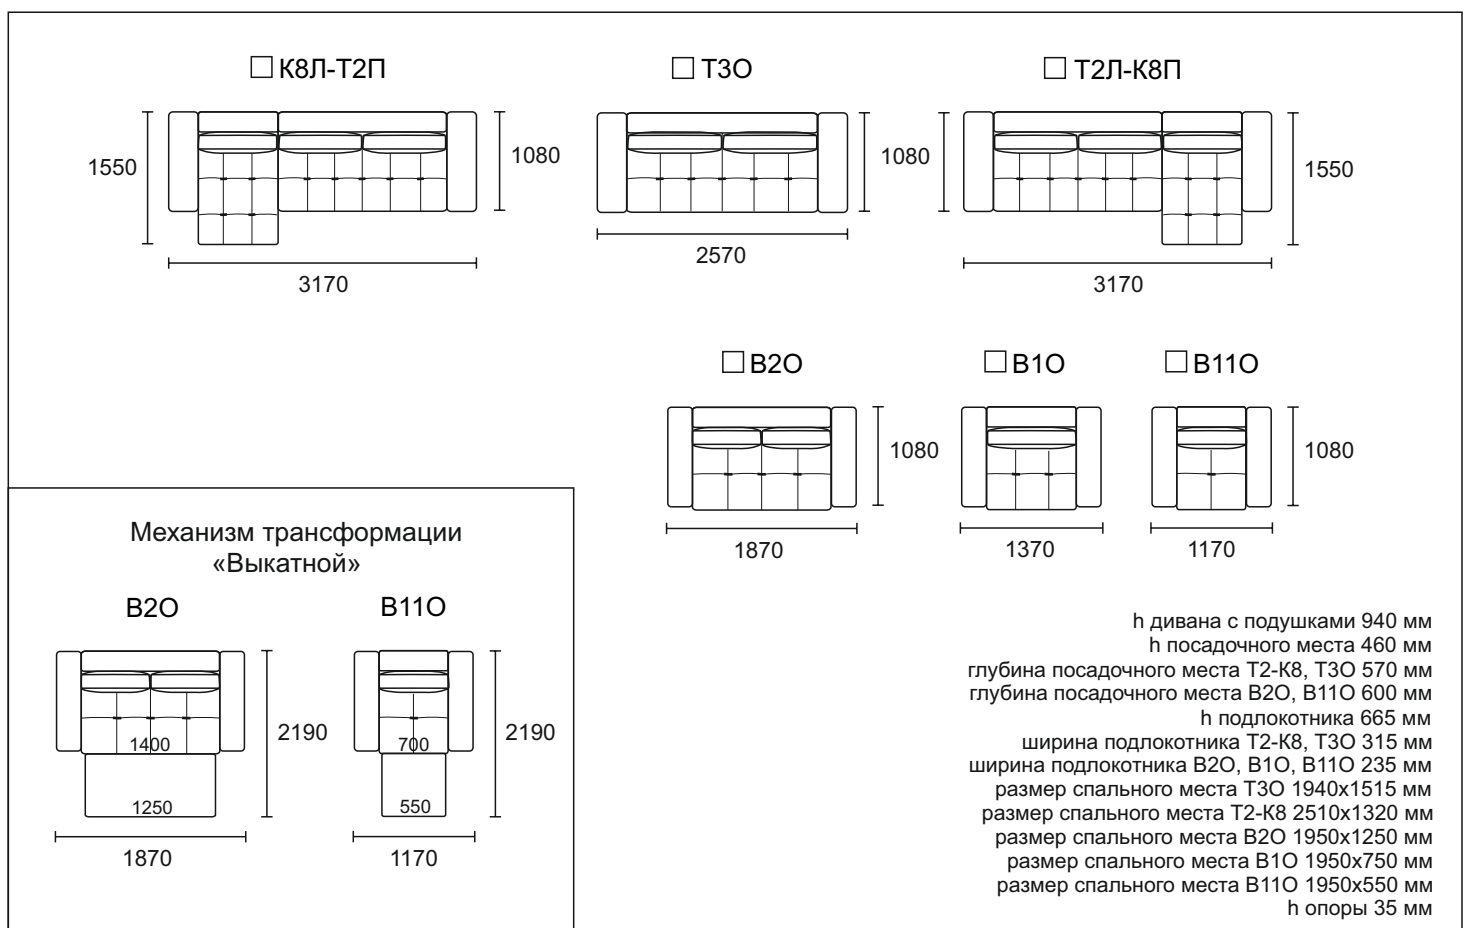 К8Л-Т2П
Т3О
Т2Л-К8П
1550
1080
3170
1080
2570
1550
3170
В2О
В1О
В11О
1080
1080
1870
1370
1170
Механизм трансформации
«Выкатной»
В2О
В11О
1400
2190
700
2190
1250
550
1870
1170
h дивана с подушками 940 мм
h посадочного места 460 мм
глубина посадочного места Т2-К8, Т3О 570 мм
глубина посадочного места В2О, В11О 600 мм
h подлокотника 665 мм
ширина подлокотника Т2-К8, Т3О 315 мм
ширина подлокотника В2О, В1О, В11О 235 мм
размер спального места Т3О 1940х1515 мм
размер спального места Т2-К8 2510х1320 мм
размер спального места В2О 1950х1250 мм
размер спального места В1О 1950х750 мм
размер спального места В11О 1950х550 мм
h опоры 35 мм